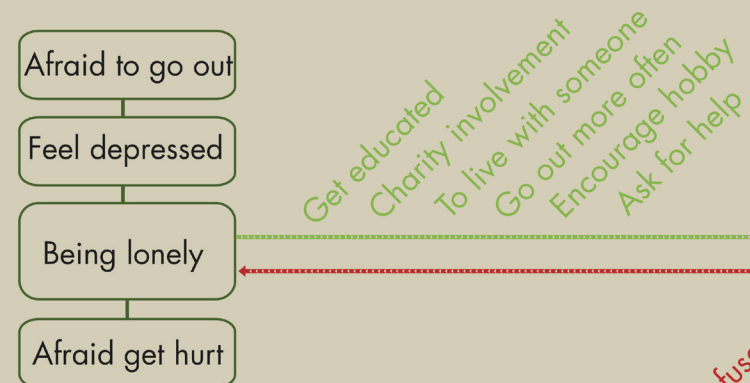 Afraid to go out
Feel depressed
Being lonely
Afraid get hurt
Get educated
Charity involvement
To live with someone
Go out more often
Encourage hobby
Ask for help